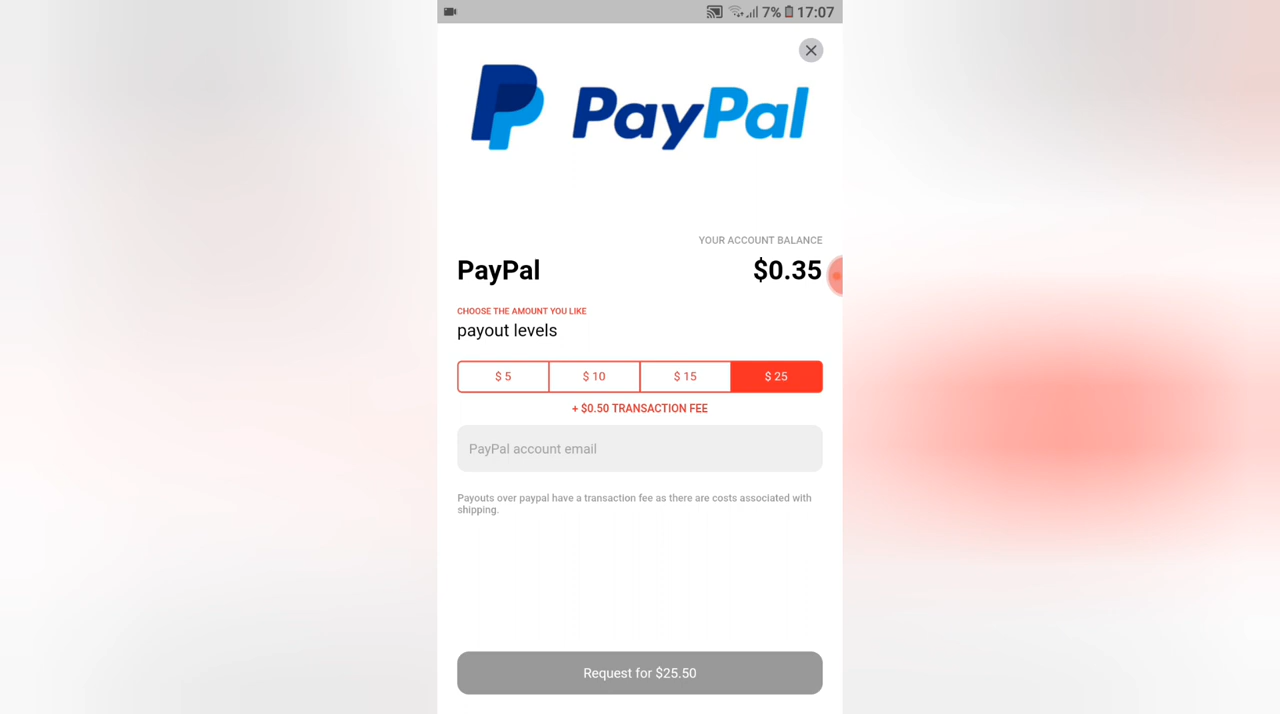 7% 17:07
PayPal
YOUR ACCOUNT BALANCE
PayPal $0.35
CHOOSE THE AMOUNT YOU LIKE
payout levels
$ 5 $ 10 $ 15 $ 25
+ $0.50 TRANSACTION FEE
PayPal account email
Payouts over paypal have a transaction fee as there are costs associated with
shipping.
Request for $25.50